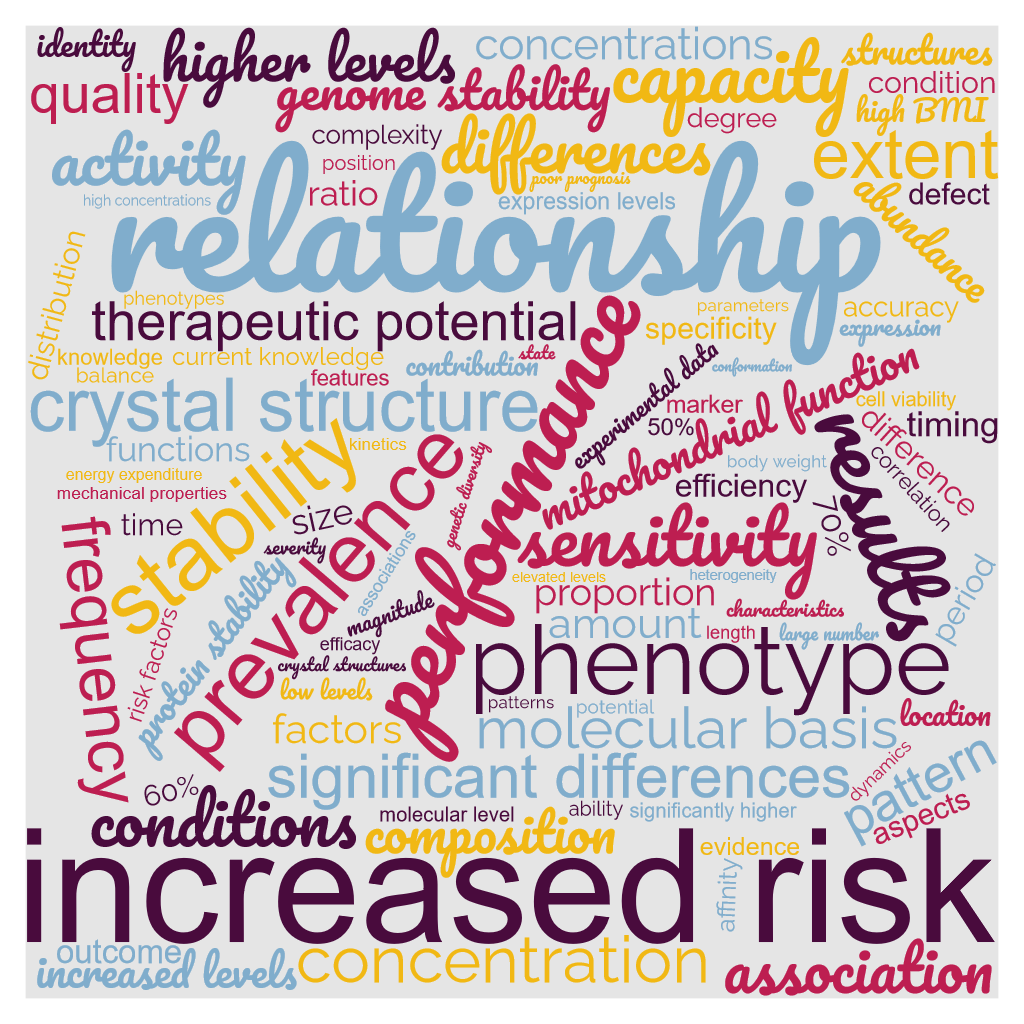 identity
higher levels
concentrations
structures
quality
genome stability
capacity
condition
high BMI
degree
complexity
differences
extent
activity
position
poor prognosis
ratio
high concentrations
expression levels
defect
abundance
relationship
distribution
phenotypes
therapeutic potential
parameters
accuracy
specificity
expression
knowledge
current knowledge
contribution
state
balance
features
conformation
crystal structure
performance
experimental data
marker
50%
mitochondrial function
cell viability
timing
results
difference
correlation
functions
stability
kinetics
prevalence
genetic diversity
body weight
energy expenditure
mechanical properties
efficiency
70%
frequency
time
size
severity
sensitivity
associations
elevated levels
heterogeneity
protein stability
magnitude
proportion
characteristics
period
risk factors
efficacy
amount
length
large number
crystal structures
phenotype
low levels
patterns
potential
location
factors
molecular basis
dynamics
pattern
significant differences
60%
aspects
conditions
molecular level
ability
significantly higher
composition
evidence
increased risk
affinity
outcome
increased levels
concentration
association